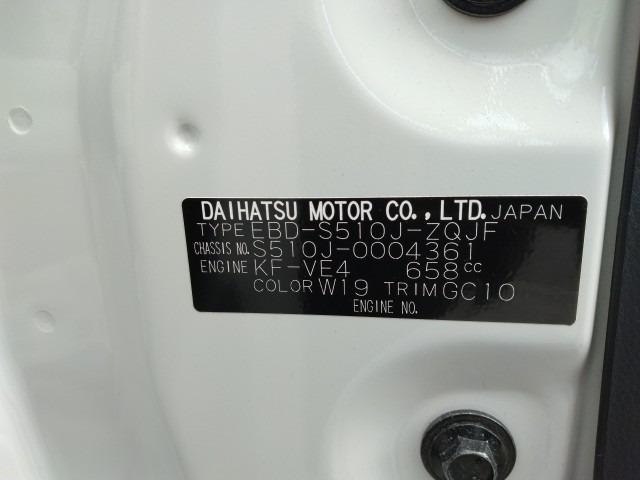 DAIHATSU MOTOR CO.,LTD. JAPAN
TYPE EBD-S510J-ZQJF
CHASSIS NO. S510J-0004361
ENGINE KF-VE4 658cc
COLOR W19 TRIM GC10
ENGINE NO.